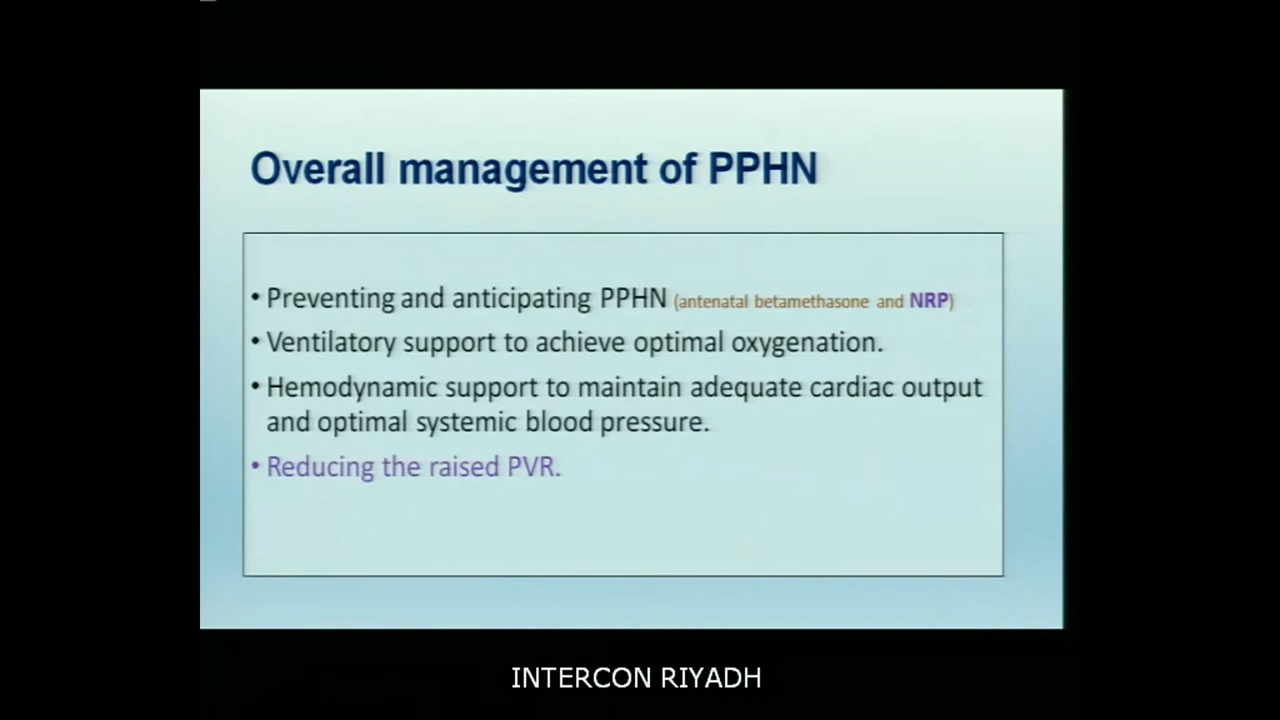 Overall management of PPHN
• Preventing and anticipating PPHN (antenatal betamethasone and NRP)
• Ventilatory support to achieve optimal oxygenation.
• Hemodynamic support to maintain adequate cardiac output
and optimal systemic blood pressure.
• Reducing the raised PVR.
INTERCON RIYADH